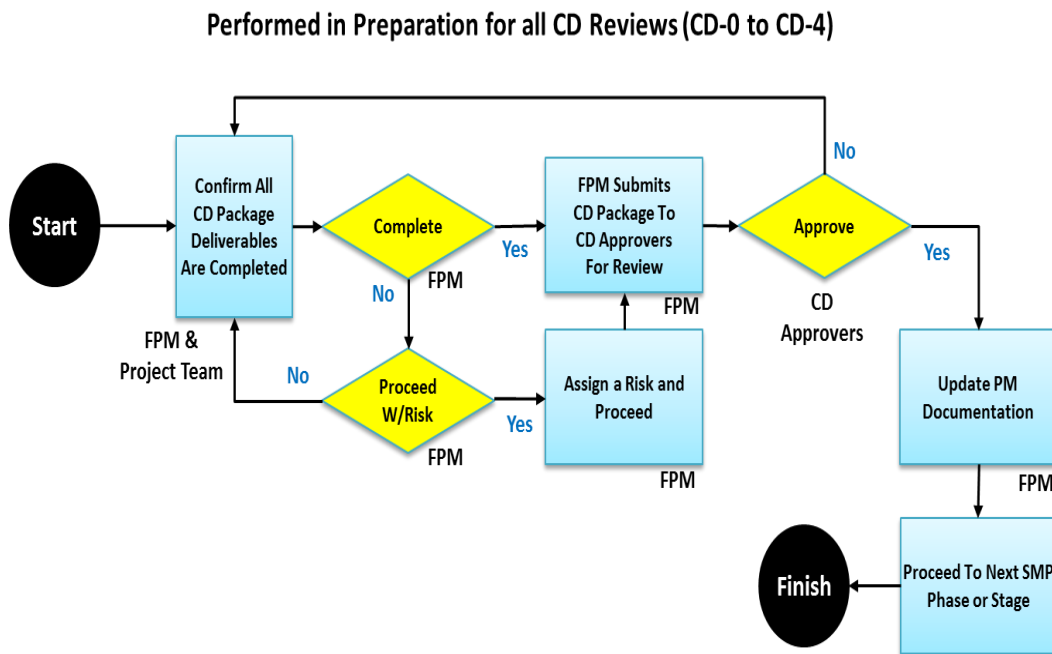 Performed in Preparation for all CD Reviews (CD-0 to CD-4)
No
Start
Confirm All
CD Package
Deliverables
Are Completed
FPM &
Project Team
Complete
Yes
FPM
No
FPM Submits
CD Package To
CD Approvers
For Review
FPM
Approve
Yes
CD
Approvers
No
Proceed
W/Risk
Yes
FPM
Assign a Risk and
Proceed
FPM
Update PM
Documentation
FPM
Proceed To Next SMP
Phase or Stage
Finish